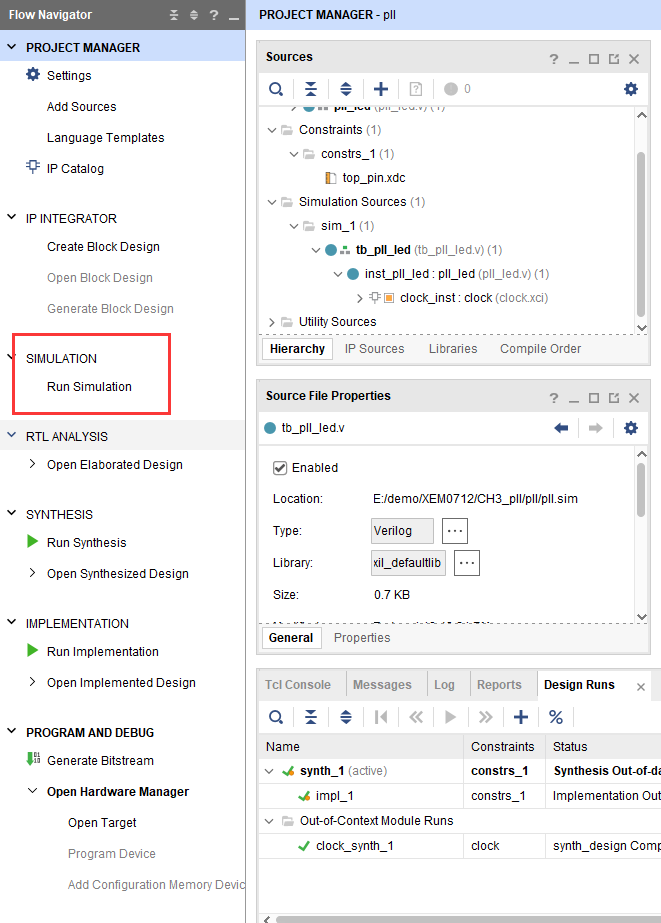 Flow Navigator
PROJECT MANAGER
Settings
Add Sources
Language Templates
IP Catalog
IP INTEGRATOR
Create Block Design
Open Block Design
Generate Block Design
SIMULATION
Run Simulation
RTL ANALYSIS
Open Elaborated Design
SYNTHESIS
Run Synthesis
Open Synthesized Design
IMPLEMENTATION
Run Implementation
Open Implemented Design
PROGRAM AND DEBUG
Generate Bitstream
Open Hardware Manager
Open Target
Program Device
Add Configuration Memory Devic
PROJECT MANAGER - pll
Sources
0
pll_led (pll_led.v) (1)
Constraints (1)
constrs_1 (1)
top_pin.xdc
Simulation Sources (1)
sim_1 (1)
tb_pll_led (tb_pll_led.v) (1)
inst_pll_led : pll_led (pll_led.v) (1)
clock_inst : clock (clock.xci)
Utility Sources
Hierarchy IP Sources Libraries Compile Order
Source File Properties
tb_pll_led.v
Enabled
Location: E:/demo/XEM0712/CH3_pll/pll/pll.sim
Type: Verilog ...
Library: xil_defaultlib ...
Size: 0.7 KB
General Properties
Tcl Console Messages Log Reports Design Runs
Name Constraints Status
synth_1 (active) constrs_1 Synthesis Out-of-da
impl_1 constrs_1 Implementation Out
Out-of-Context Module Runs
clock_synth_1 clock synth_design Comp